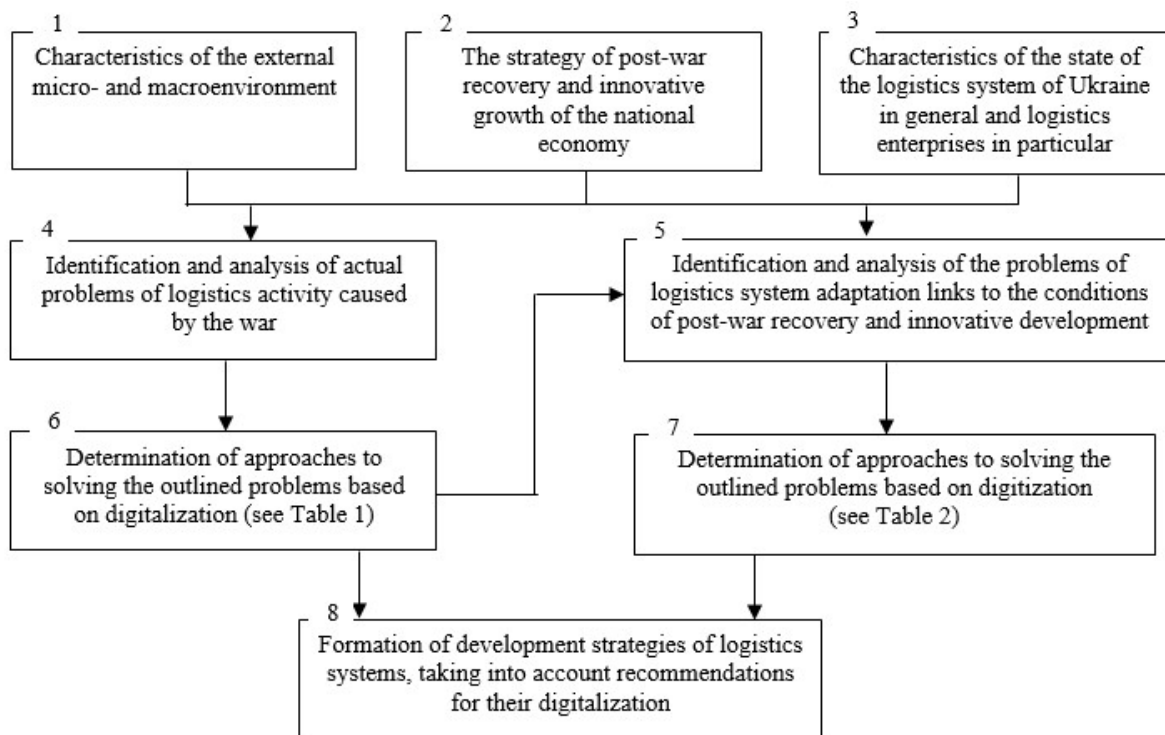 1
Characteristics of the external
micro- and macroenvironment
2
The strategy of post-war
recovery and innovative
growth of the national
economy
3
Characteristics of the state of
the logistics system of Ukraine
in general and logistics
enterprises in particular
4
Identification and analysis of actual
problems of logistics activity caused
by the war
5
Identification and analysis of the problems of
logistics system adaptation links to the conditions
of post-war recovery and innovative development
6
Determination of approaches to
solving the outlined problems based
on digitalization (see Table 1)
7
Determination of approaches to solving the
outlined problems based on digitization
(see Table 2)
8
Formation of development strategies of logistics
systems, taking into account recommendations
for their digitalization